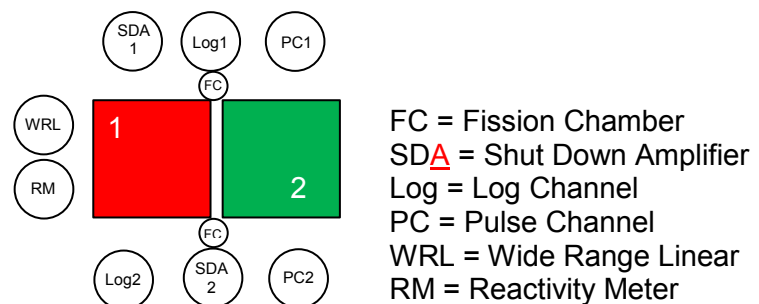 SDA
1
Log1
PC1
FC
WRL
1
RM
2
FC
Log2
SDA
2
PC2
FC = Fission Chamber
SDA = Shut Down Amplifier
Log = Log Channel
PC = Pulse Channel
WRL = Wide Range Linear
RM = Reactivity Meter